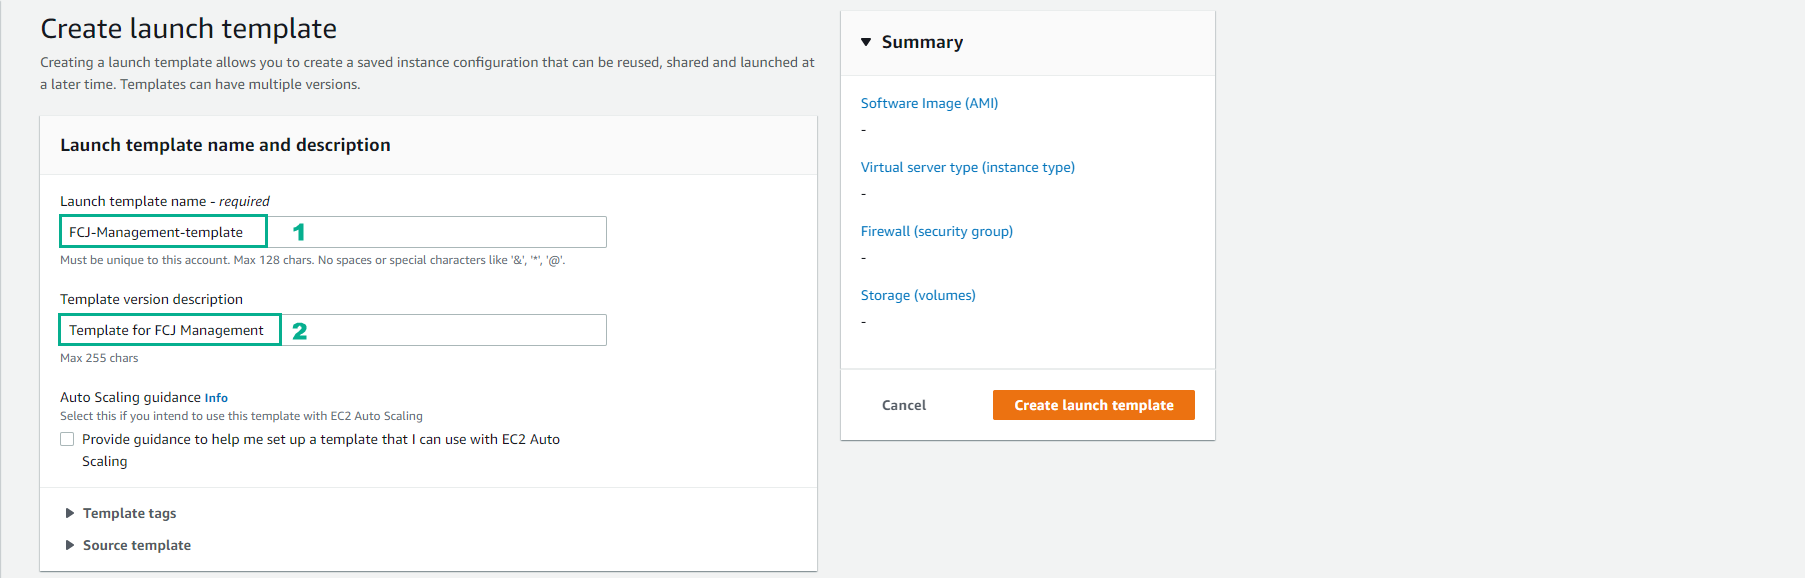 Create launch template
Creating a launch template allows you to create a saved instance configuration that can be reused, shared and launched at
a later time. Templates can have multiple versions.
Launch template name and description
Launch template name - required
FCJ-Management-template
1
Must be unique to this account. Max 128 chars. No spaces or special characters like '&', '*', '@'.
Template version description
Template for FCJ Management
2
Max 255 chars
Auto Scaling guidance Info
Select this if you intend to use this template with EC2 Auto Scaling
Provide guidance to help me set up a template that I can use with EC2 Auto
Scaling
Template tags
Source template
Summary
Software Image (AMI)
-
Virtual server type (instance type)
-
Firewall (security group)
-
Storage (volumes)
-
Cancel
Create launch template